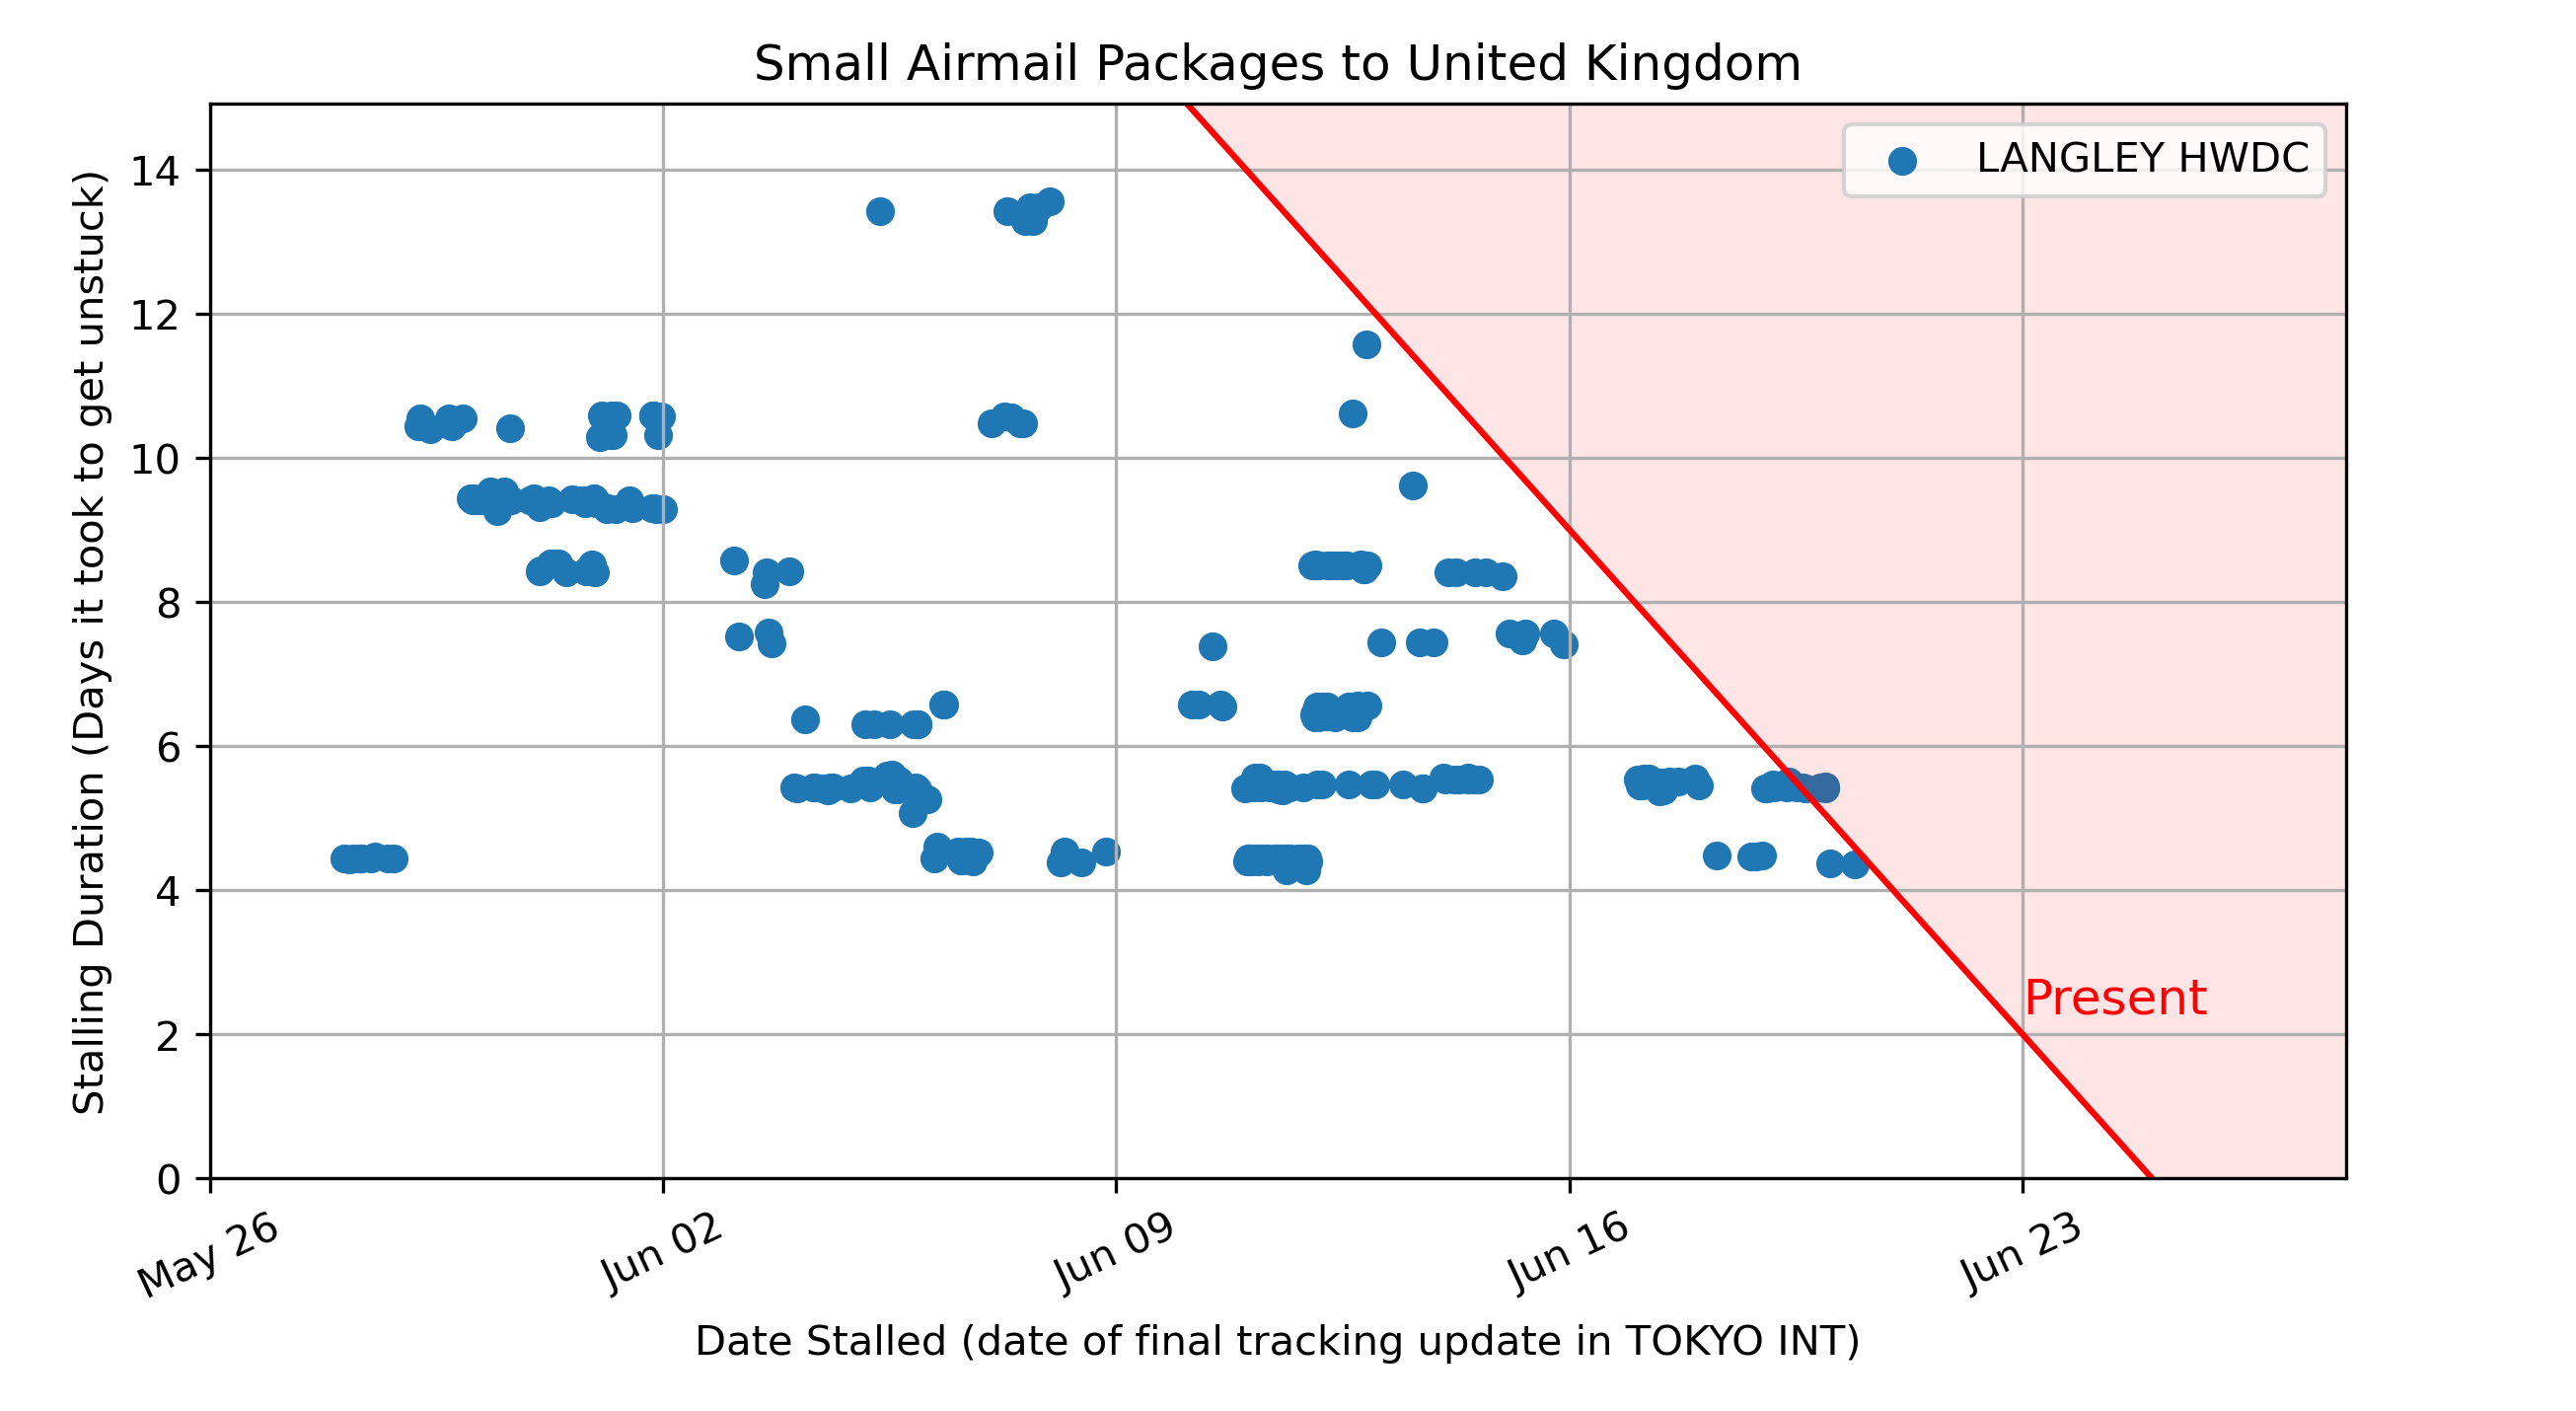 Small Airmail Packages to United Kingdom
LANGLEY HWDC
Stalling Duration (Days it took to get unstuck)
14
12
10
8
6
4
2
0
Present
May 26
Jun 02
Jun 09
Jun 16
Jun 23
Date Stalled (date of final tracking update in TOKYO INT)